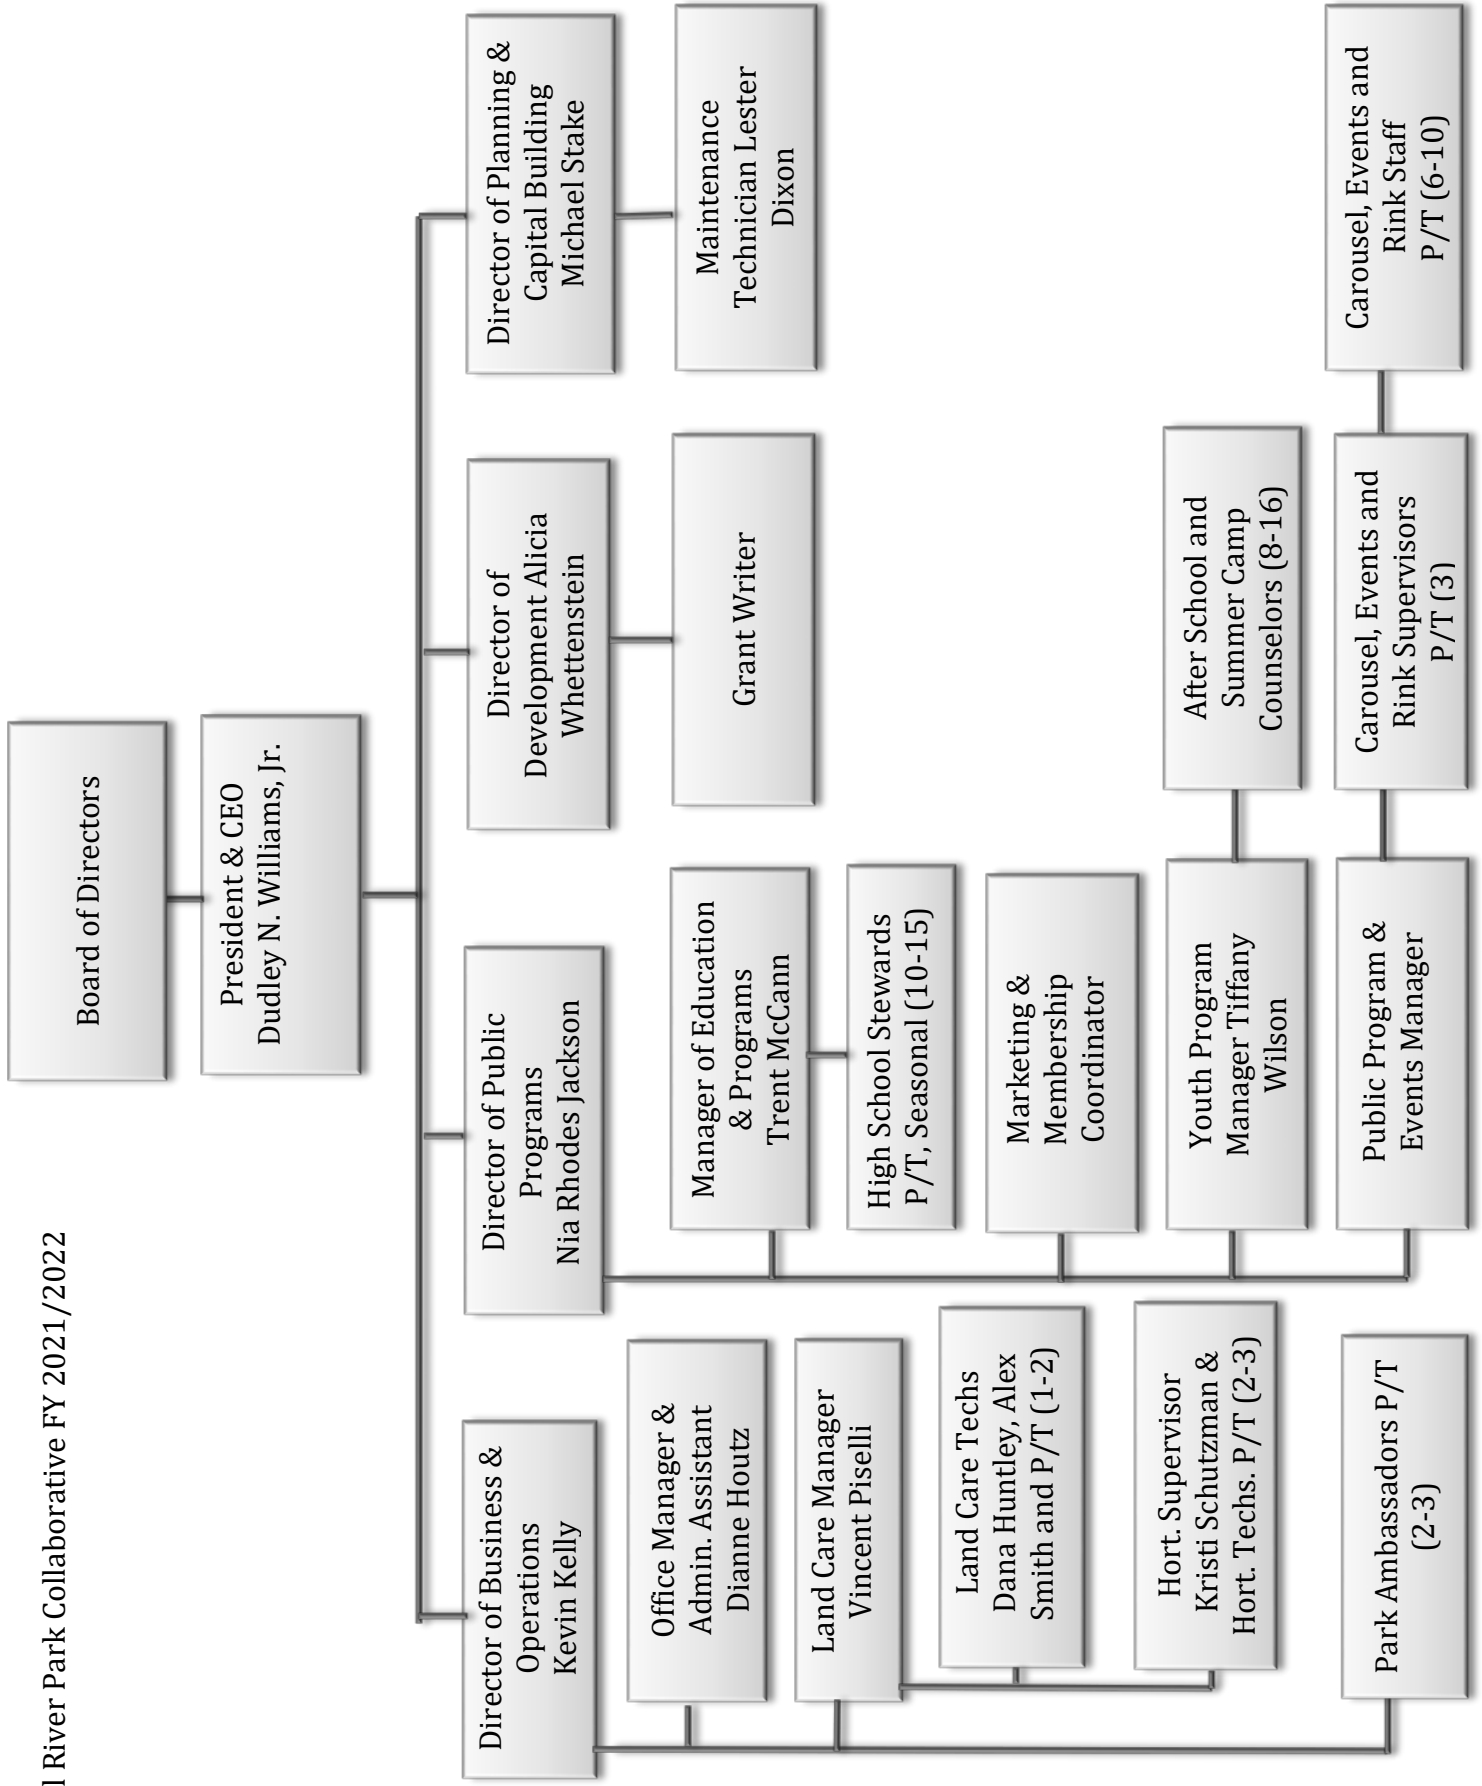 l River Park Collaborative FY 2021/2022
Board of Directors
President & CEO
Dudley N. Williams, Jr.
Director of Business &
Operations
Kevin Kelly
Office Manager &
Admin. Assistant
Dianne Houtz
Land Care Manager
Vincent Piselli
Land Care Techs
Dana Huntley, Alex
Smith and P/T (1-2)
Hort. Supervisor
Kristi Schutzman &
Hort. Techs. P/T (2-3)
Park Ambassadors P/T
(2-3)
Director of Public
Programs
Nia Rhodes Jackson
Manager of Education
& Programs
Trent McCann
High School Stewards
P/T, Seasonal (10-15)
Marketing &
Membership
Coordinator
Youth Program
Manager Tiffany
Wilson
After School and
Summer Camp
Counselors (8-16)
Public Program &
Events Manager
Carousel, Events and
Rink Supervisors
P/T (3)
Carousel, Events and
Rink Staff
P/T (6-10)
Director of
Development Alicia
Whettenstein
Grant Writer
Director of Planning &
Capital Building
Michael Stake
Maintenance
Technician Lester
Dixon